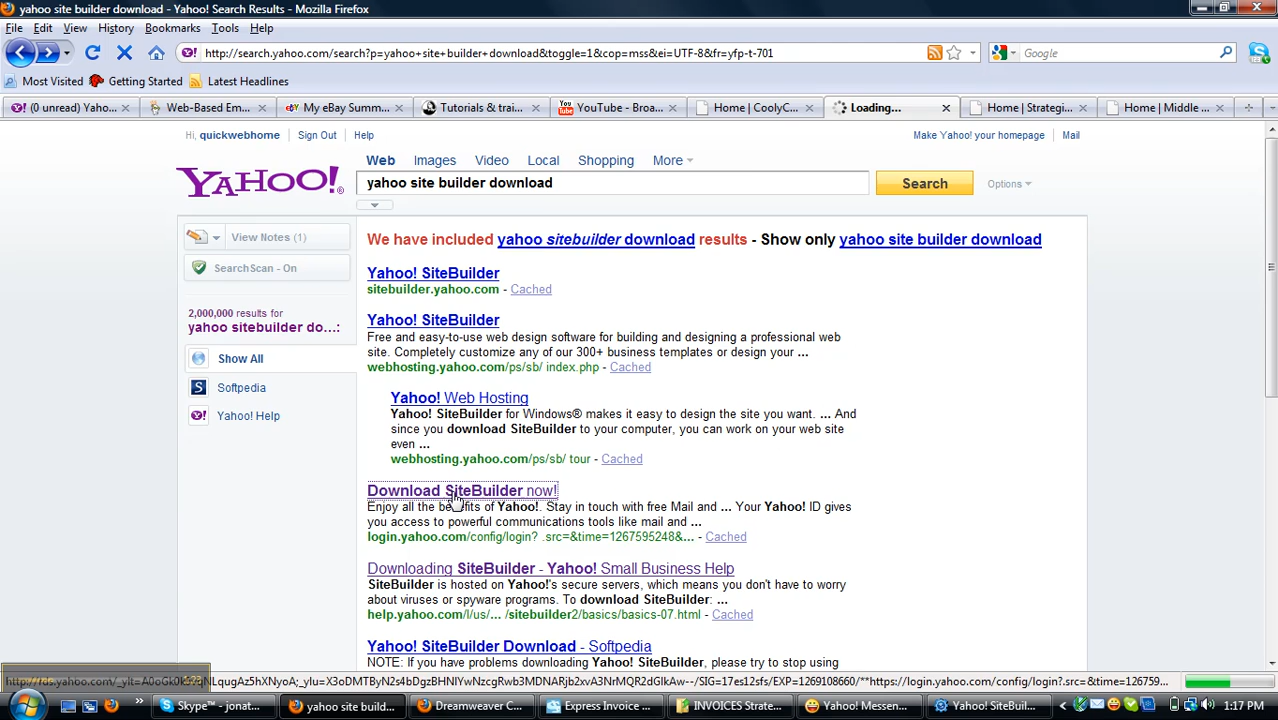 yahoo site builder download - Yahoo! Search Results - Mozilla Firefox
File Edit View History Bookmarks Tools Help
http://search.yahoo.com/search?p=yahoo+site+builder+download&toggle=1&cop=mss&ei=UTF-8&fr=yfp-t-701
Google
Most Visited Getting Started Latest Headlines
(0 unread) Yaho... Web-Based Em... My eBay Summ... Tutorials & trai... YouTube - Broa... Home | CoolyC... Loading... Home | Strategi... Home | Middle ...
Hi, quickwebhome Sign Out Help Make Yahoo! your homepage Mail
Web Images Video Local Shopping More
YAHOO!
yahoo site builder download
Search
Options
View Notes (1)
SearchScan - On
2,000,000 results for
yahoo sitebuilder do...:
Show All
Softpedia
Yahoo! Help
We have included yahoo sitebuilder download results - Show only yahoo site builder download
Yahoo! SiteBuilder
sitebuilder.yahoo.com - Cached
Yahoo! SiteBuilder
Free and easy-to-use web design software for building and designing a professional web
site. Completely customize any of our 300+ business templates or design your ...
webhosting.yahoo.com/ps/sb/ index.php - Cached
Yahoo! Web Hosting
Yahoo! SiteBuilder for Windows® makes it easy to design the site you want. ... And
since you download SiteBuilder to your computer, you can work on your web site
even ...
webhosting.yahoo.com/ps/sb/ tour - Cached
Download SiteBuilder now!
Enjoy all the benefits of Yahoo!. Stay in touch with free Mail and ... Your Yahoo! ID gives
you access to powerful communications tools like mail and ...
login.yahoo.com/config/login? .src=&time=1267595248&... - Cached
Downloading SiteBuilder - Yahoo! Small Business Help
SiteBuilder is hosted on Yahoo!'s secure servers, which means you don't have to worry
about viruses or spyware programs. To download SiteBuilder: ...
help.yahoo.com/l/us/... /sitebuilder2/basics/basics-07.html - Cached
Yahoo! SiteBuilder Download - Softpedia
NOTE: If you have problems downloading Yahoo! SiteBuilder, please try to stop using
Skype™ - jonat... yahoo site build... Dreamweaver C... Express Invoice ... INVOICES Strate... Yahoo! Messen... Yahoo! SiteBuil... 1:17 PM